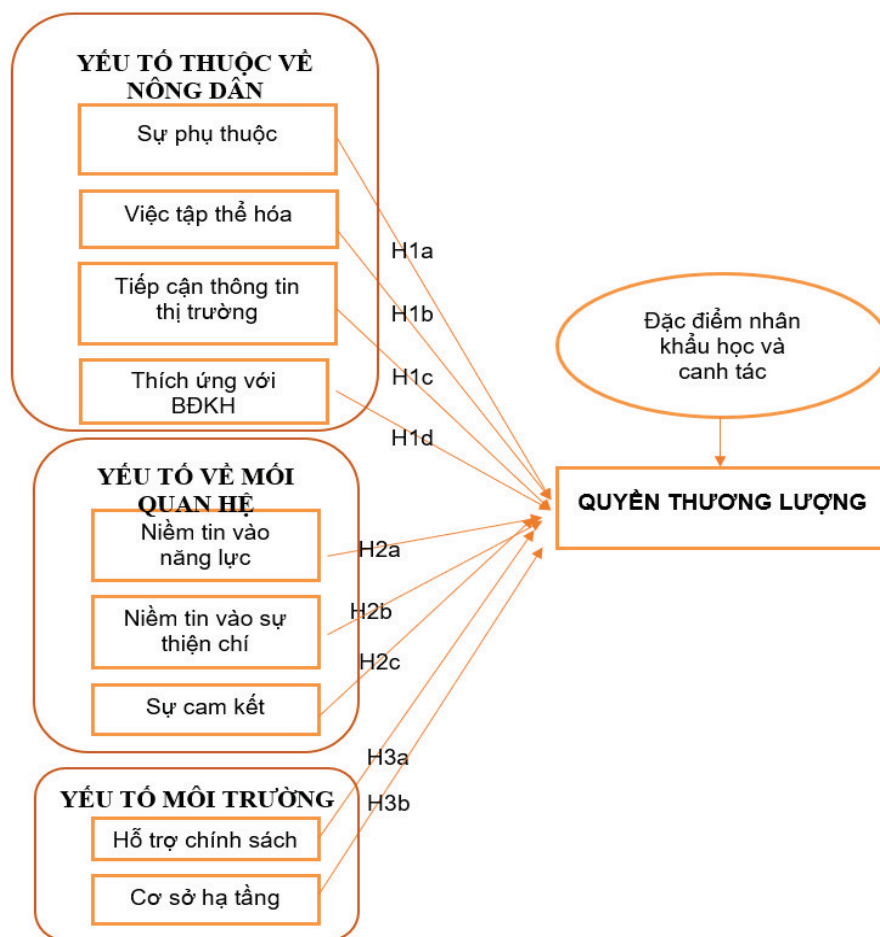 YẾU TỐ THUỘC VỀ
NÔNG DÂN
Sự phụ thuộc
Việc tập thể hóa
Tiếp cận thông tin
thị trường
Thích ứng với
BĐKH
H1a
H1b
H1c
H1d
YẾU TỐ VỀ MỐI
QUAN HỆ
Niềm tin vào
năng lực
Niềm tin vào sự
thiện chí
Sự cam kết
H2a
H2b
H2c
YẾU TỐ MÔI TRƯỜNG
Hỗ trợ chính sách
Cơ sở hạ tầng
H3a
H3b
Đặc điểm nhân
khẩu học và
canh tác
QUYỀN THƯƠNG LƯỢNG